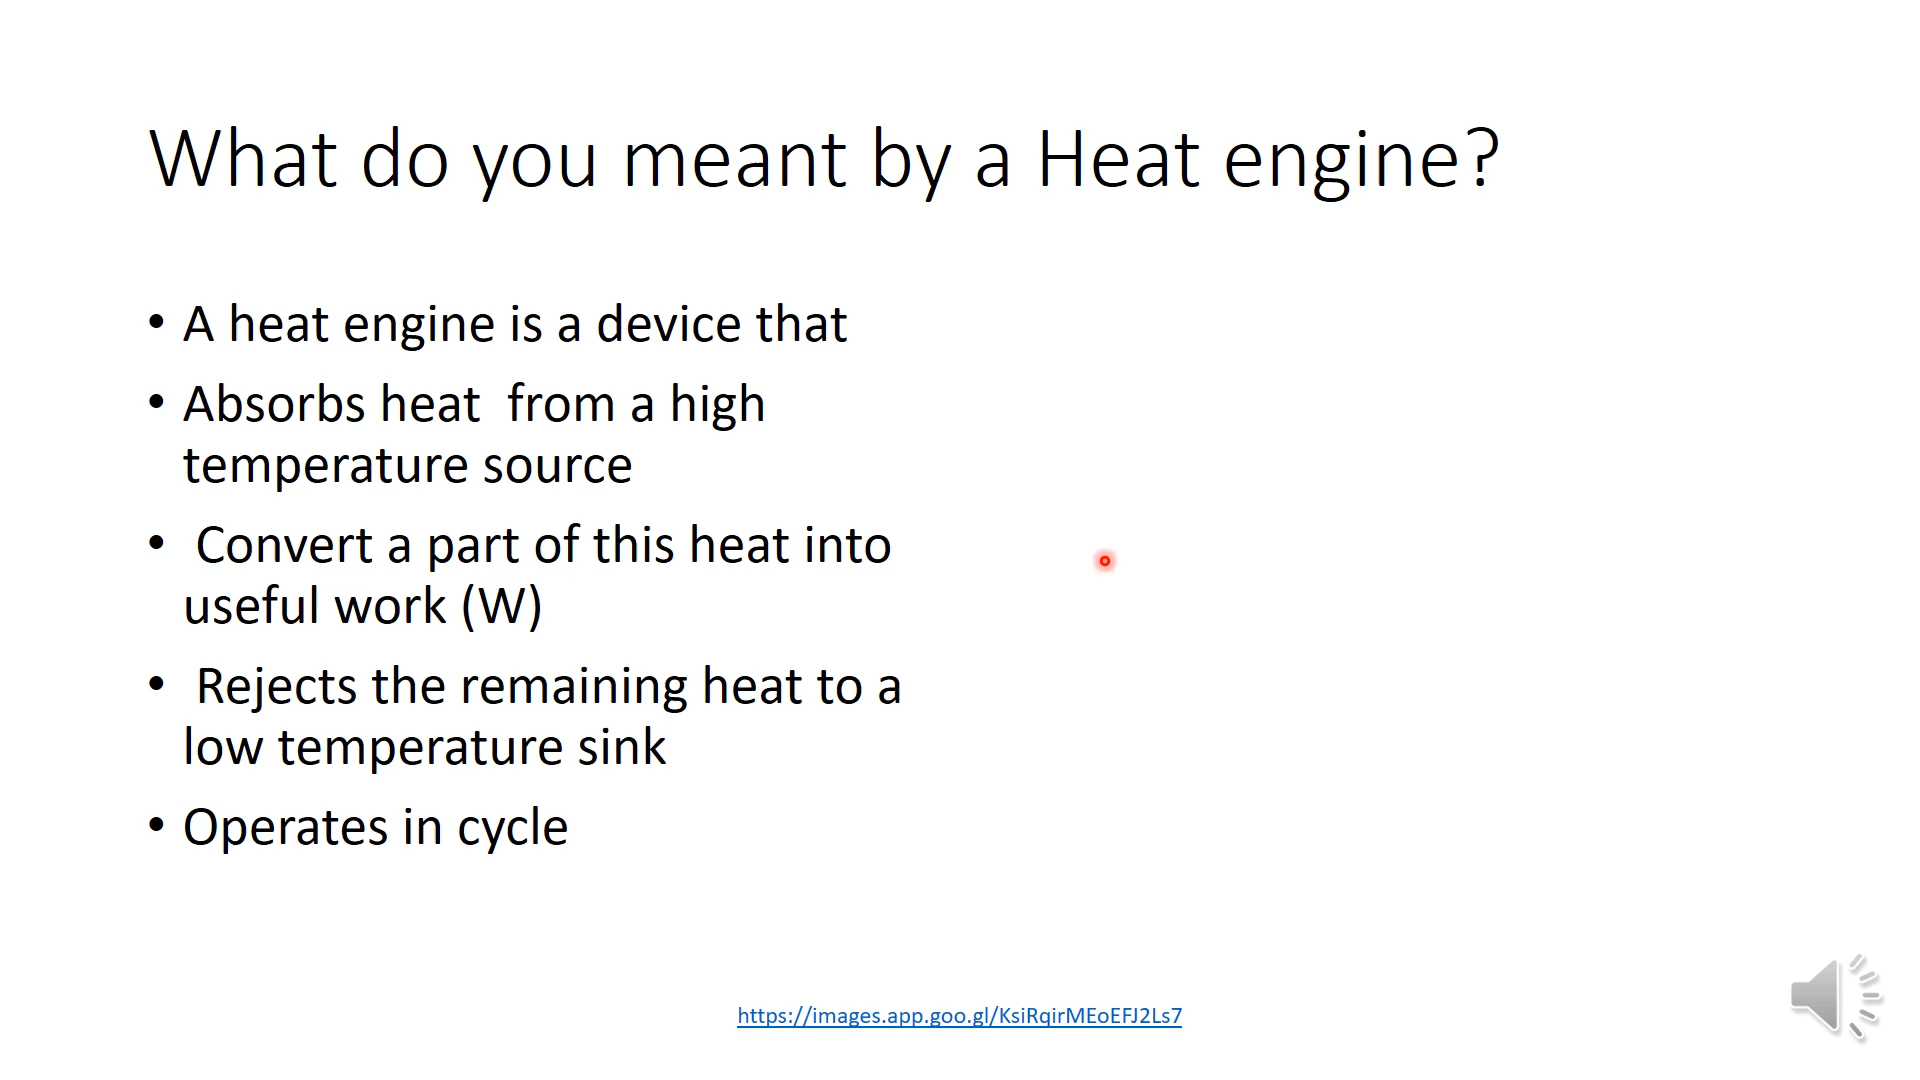 What do you meant by a Heat engine?
• A heat engine is a device that
• Absorbs heat  from a high
temperature source
•  Convert a part of this heat into
useful work (W)
•  Rejects the remaining heat to a
low temperature sink
• Operates in cycle
https://images.app.goo.gl/KsiRqirMEoEFJ2Ls7